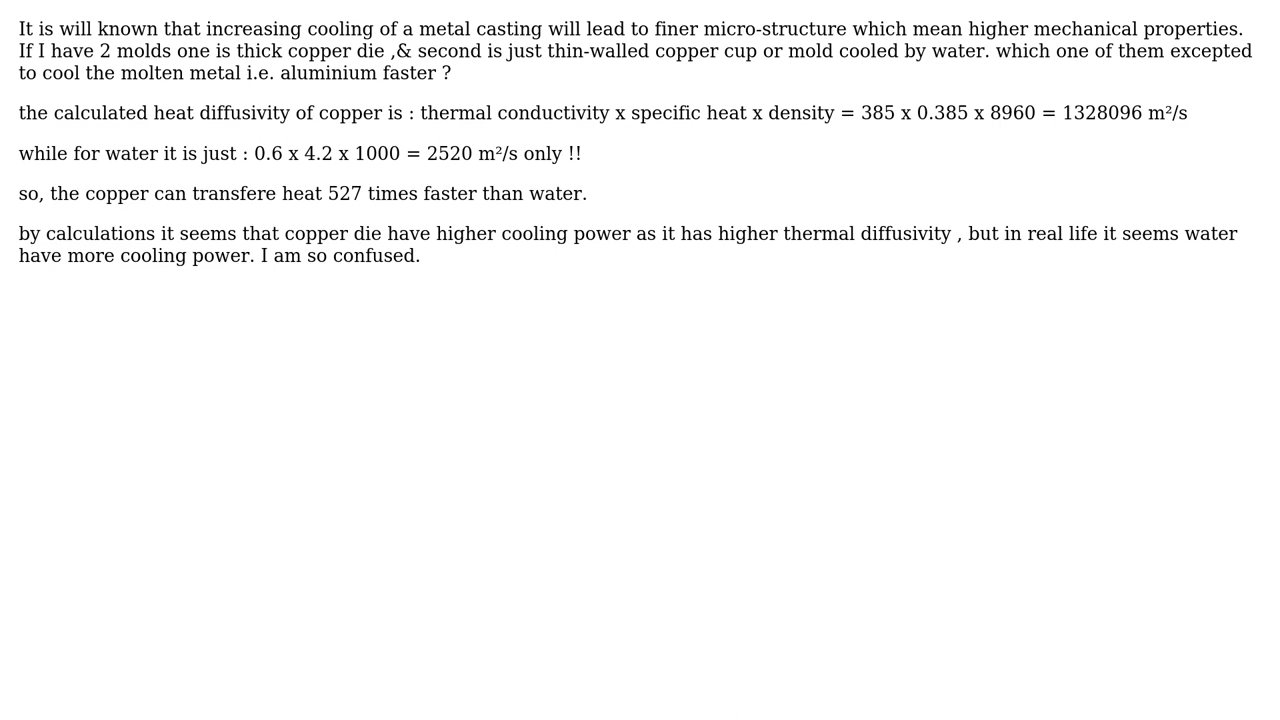 It is will known that increasing cooling of a metal casting will lead to finer micro-structure which mean higher mechanical properties.
If I have 2 molds one is thick copper die ,& second is just thin-walled copper cup or mold cooled by water. which one of them excepted
to cool the molten metal i.e. aluminium faster ?
the calculated heat diffusivity of copper is : thermal conductivity x specific heat x density = 385 x 0.385 x 8960 = 1328096 m²/s
while for water it is just : 0.6 x 4.2 x 1000 = 2520 m²/s only !!
so, the copper can transfere heat 527 times faster than water.
by calculations it seems that copper die have higher cooling power as it has higher thermal diffusivity , but in real life it seems water
have more cooling power. I am so confused.